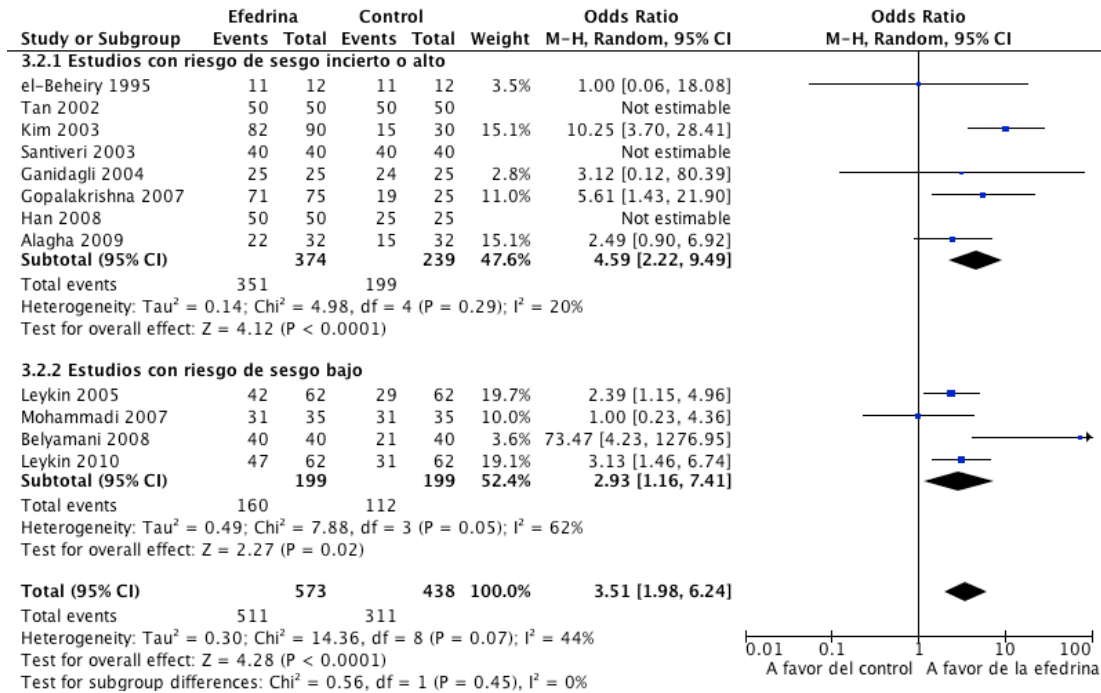 Efedrina Control Odds Ratio Odds Ratio
Study or Subgroup Events Total Events Total Weight M-H, Random, 95% CI M-H, Random, 95% CI
3.2.1 Estudios con riesgo de sesgo incierto o alto
el-Beheiry 1995 11 12 11 12 3.5% 1.00 [0.06, 18.08]
Tan 2002 50 50 50 50 Not estimable
Kim 2003 82 90 15 30 15.1% 10.25 [3.70, 28.41]
Santiveri 2003 40 40 40 40 Not estimable
Ganidagli 2004 25 25 24 25 2.8% 3.12 [0.12, 80.39]
Gopalakrishna 2007 71 75 19 25 11.0% 5.61 [1.43, 21.90]
Han 2008 50 50 25 25 Not estimable
Alagha 2009 22 32 15 32 15.1% 2.49 [0.90, 6.92]
Subtotal (95% CI) 374 239 47.6% 4.59 [2.22, 9.49]
Total events 351 199
Heterogeneity: Tau² = 0.14; Chi² = 4.98, df = 4 (P = 0.29); I² = 20%
Test for overall effect: Z = 4.12 (P < 0.0001)
3.2.2 Estudios con riesgo de sesgo bajo
Leykin 2005 42 62 29 62 19.7% 2.39 [1.15, 4.96]
Mohammadi 2007 31 35 31 35 10.0% 1.00 [0.23, 4.36]
Belyamani 2008 40 40 21 40 3.6% 73.47 [4.23, 1276.95]
Leykin 2010 47 62 31 62 19.1% 3.13 [1.46, 6.74]
Subtotal (95% CI) 199 199 52.4% 2.93 [1.16, 7.41]
Total events 160 112
Heterogeneity: Tau² = 0.49; Chi² = 7.88, df = 3 (P = 0.05); I² = 62%
Test for overall effect: Z = 2.27 (P = 0.02)
Total (95% CI) 573 438 100.0% 3.51 [1.98, 6.24]
Total events 511 311
Heterogeneity: Tau² = 0.30; Chi² = 14.36, df = 8 (P = 0.07); I² = 44%
Test for overall effect: Z = 4.28 (P < 0.0001)
Test for subgroup differences: Chi² = 0.56, df = 1 (P = 0.45), I² = 0%
0.01 0.1 1 10 100
A favor del control A favor de la efedrina